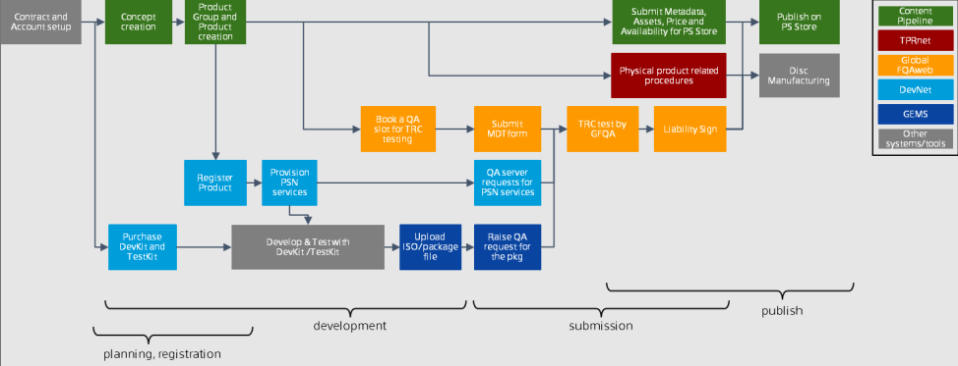 Contract and
Account setup
Concept
creation
Product
Group and
Product
creation
Submit Metadata,
Assets, Price and
Availability for PS Store
Publish on
PS Store
Physical product related
procedures
Disc
Manufacturing
Book a QA
slot for TRC
testing
Submit
MDT form
TRC test by
GFQA
Liability Sign
Register
Product
Provision
PSN
services
QA server
requests for
PSN services
Purchase
DevKit and
TestKit
Develop & Test with
DevKit /TestKit
Upload
ISO/package
file
Raise QA
request for
the pkg
Content
Pipeline
TPRnet
Global
FQAweb
DevNet
GEMS
Other
systems/tools
publish
development
submission
planning, registration